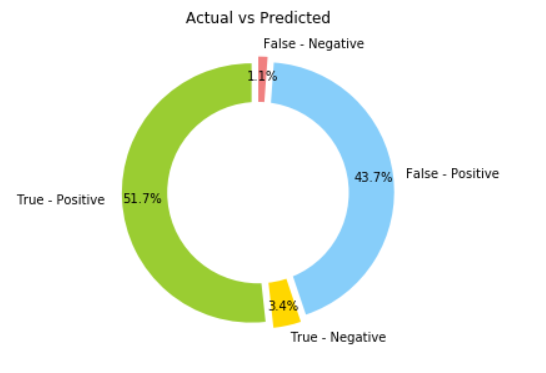 Actual vs Predicted
False - Negative
1.1%
43.7%
False - Positive
51.7%
True - Positive
3.4%
True - Negative